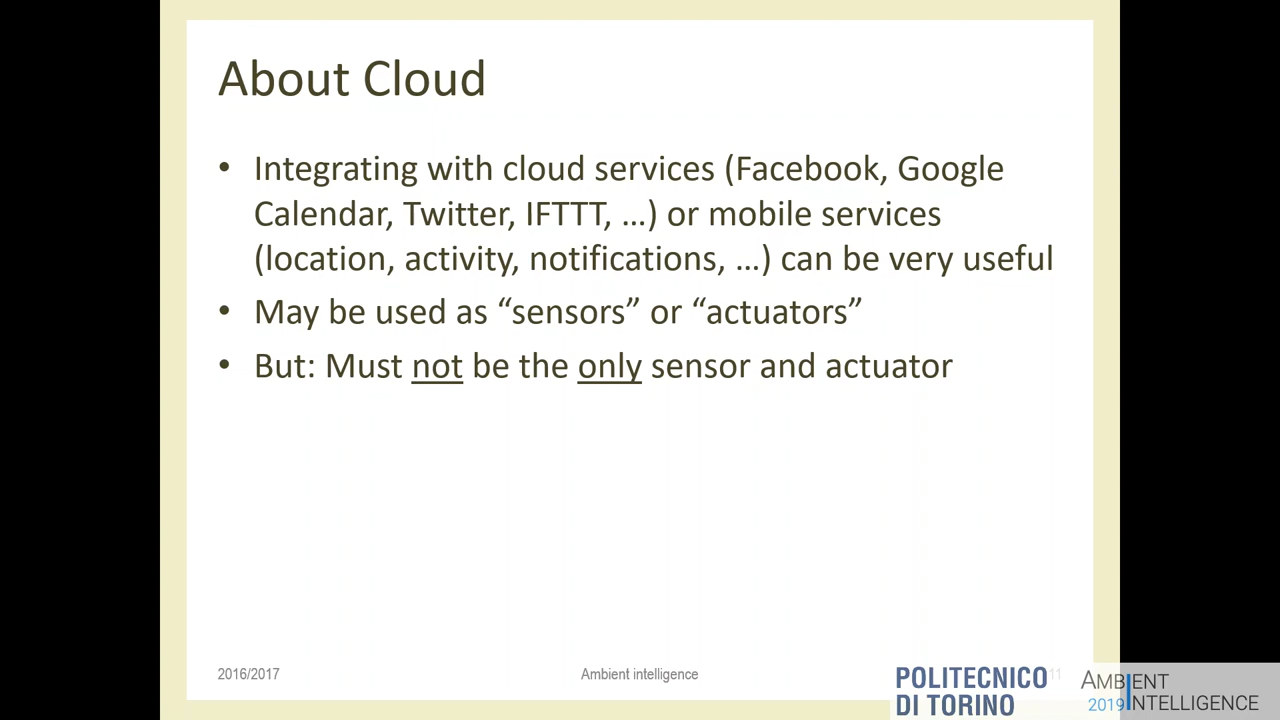 About Cloud
• Integrating with cloud services (Facebook, Google
Calendar, Twitter, IFTTT, …) or mobile services
(location, activity, notifications, …) can be very useful
• May be used as “sensors” or “actuators”
• But: Must not be the only sensor and actuator
2016/2017
Ambient intelligence
11
POLITECNICO
DI TORINO
AMBIENT
2019 INTELLIGENCE